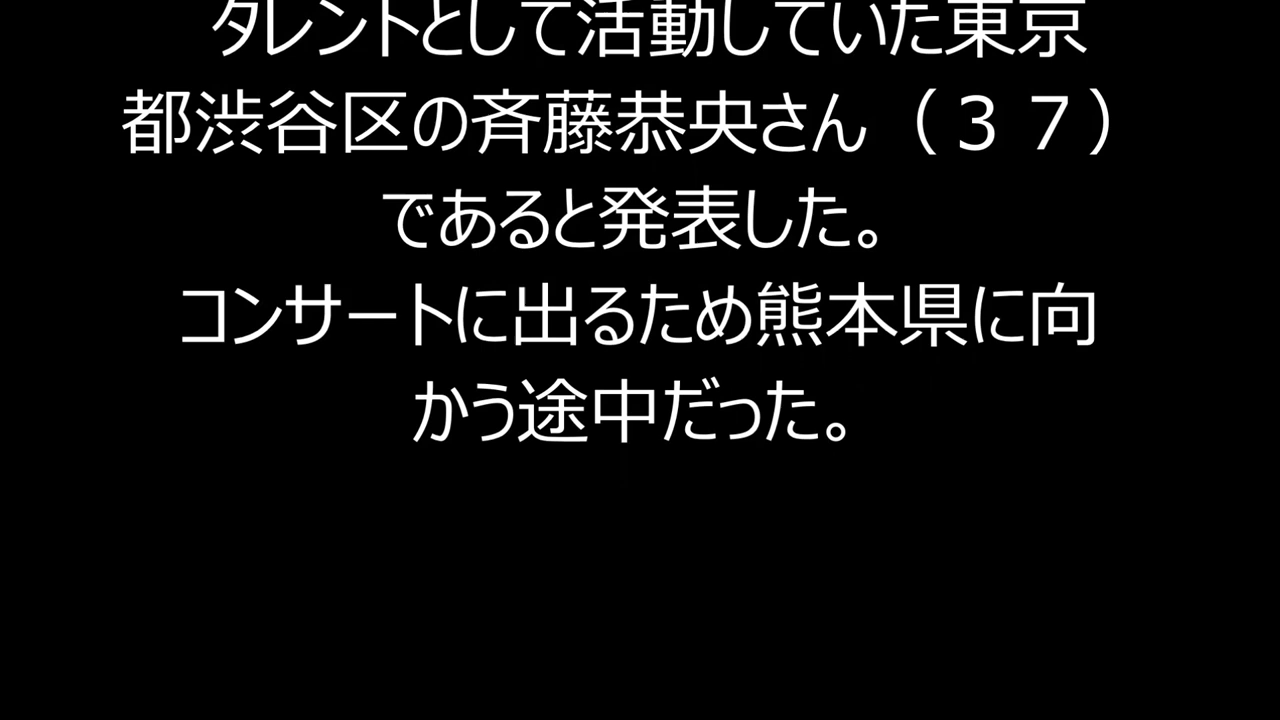 タレントとして活動していた東京
都渋谷区の斉藤恭央さん（３７）
であると発表した。
コンサートに出るため熊本県に向
かう途中だった。